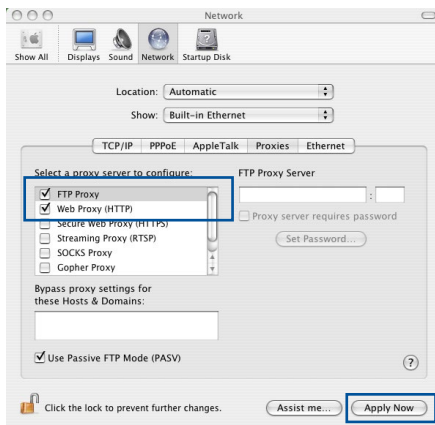 Network
Show All Displays Sound Network Startup Disk
Location: Automatic
Show: Built-in Ethernet
TCP/IP PPPoE AppleTalk Proxies Ethernet
Select a proxy server to configure:
FTP Proxy
Web Proxy (HTTP)
Secure Web Proxy (HTTPS)
Streaming Proxy (RTSP)
SOCKS Proxy
Gopher Proxy
FTP Proxy Server
:
Proxy server requires password
Set Password...
Bypass proxy settings for
these Hosts & Domains:
Use Passive FTP Mode (PASV)
?
Click the lock to prevent further changes.
Assist me...
Apply Now